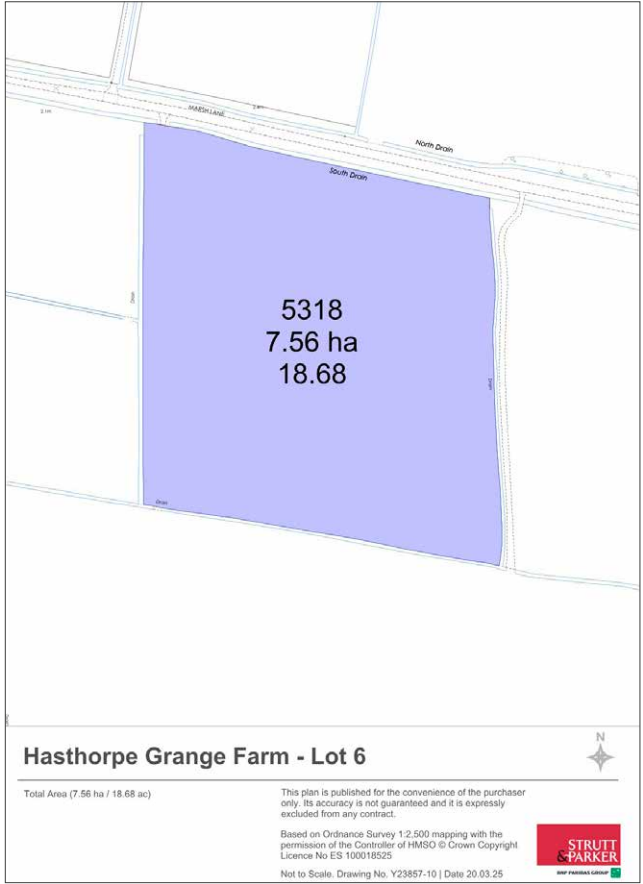 MARSH LANE
North Drain
South Drain
Drain
5318
7.56 ha
18.68
Drain
Drain
Hasthorpe Grange Farm - Lot 6
N
Total Area (7.56 ha / 18.68 ac)
This plan is published for the convenience of the purchaser
only. Its accuracy is not guaranteed and it is expressly
excluded from any contract.
Based on Ordnance Survey 1:2,500 mapping with the
permission of the Controller of HMSO © Crown Copyright
Licence No ES 100018525
Not to Scale. Drawing No. Y23857-10 | Date 20.03.25
STRUTT
&PARKER
BNP PARIBAS GROUP